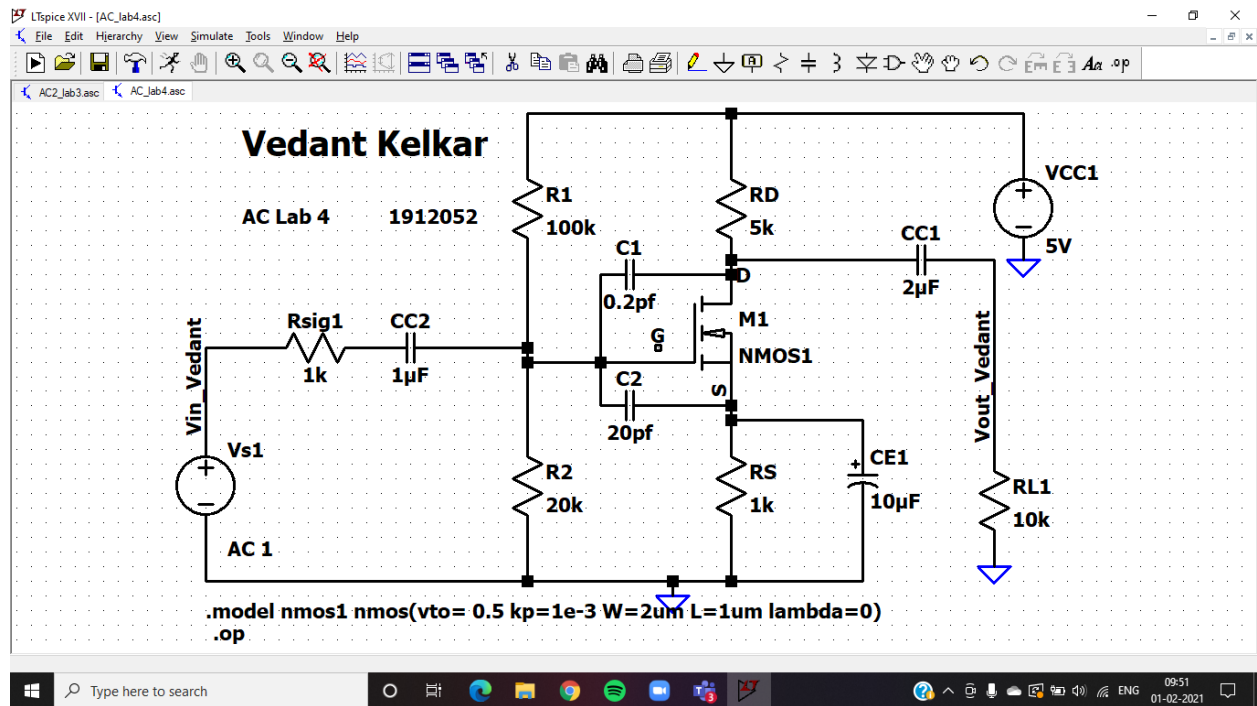 LTspice XVII - [AC_lab4.asc]
File Edit Hierarchy View Simulate Tools Window Help
.op
AC2_lab3.asc AC_lab4.asc
Vedant Kelkar
AC Lab 4 1912052
R1
100k
RD
5k
VCC1
5V
C1
0.2pf
D
CC1
2µF
Vin_Vedant
Rsig1
1k
CC2
1µF
G
M1
NMOS1
C2
20pf
S
Vout_Vedant
Vs1
AC 1
R2
20k
RS
1k
CE1
10µF
RL1
10k
.model nmos1 nmos(vto= 0.5 kp=1e-3 W=2um L=1um lambda=0)
.op
Type here to search
ENG
09:51
01-02-2021